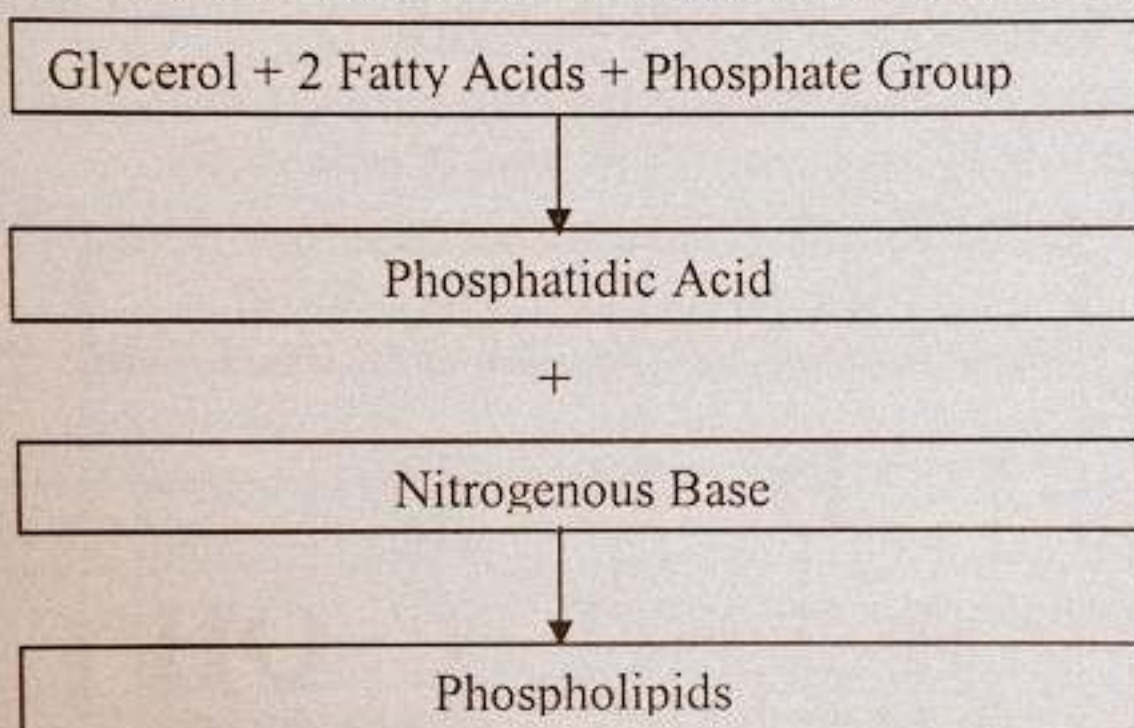 Glycerol + 2 Fatty Acids + Phosphate Group
Phosphatidic Acid
+
Nitrogenous Base
Phospholipids